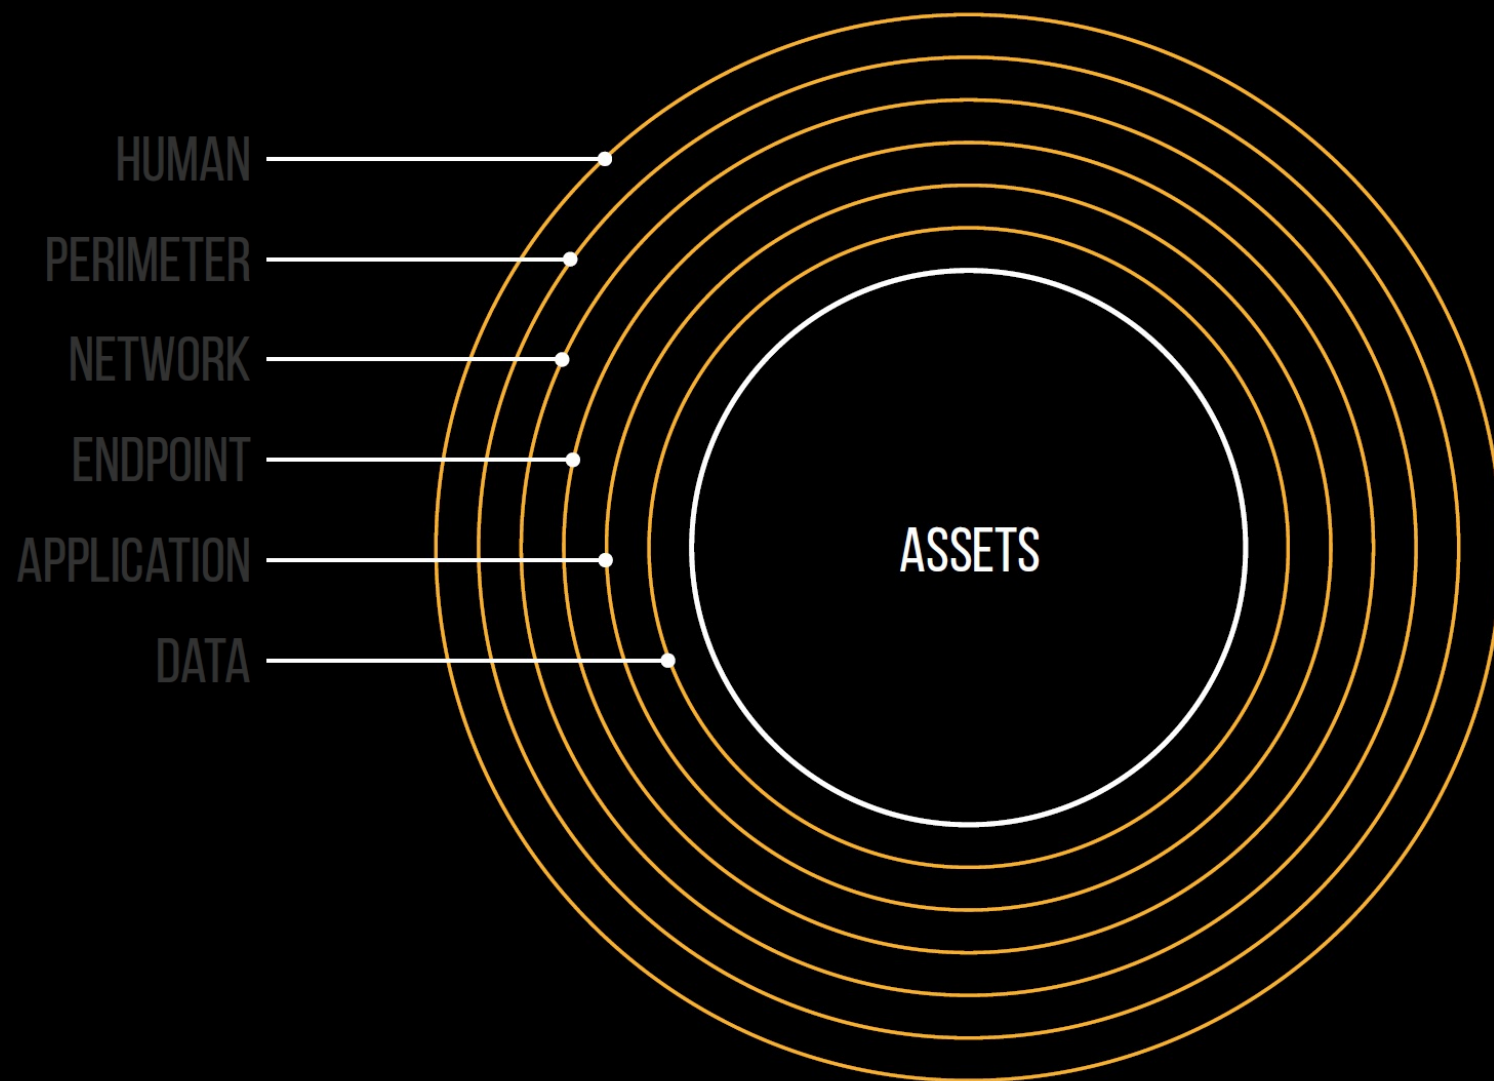 HUMAN
PERIMETER
NETWORK
ENDPOINT
APPLICATION
DATA
ASSETS